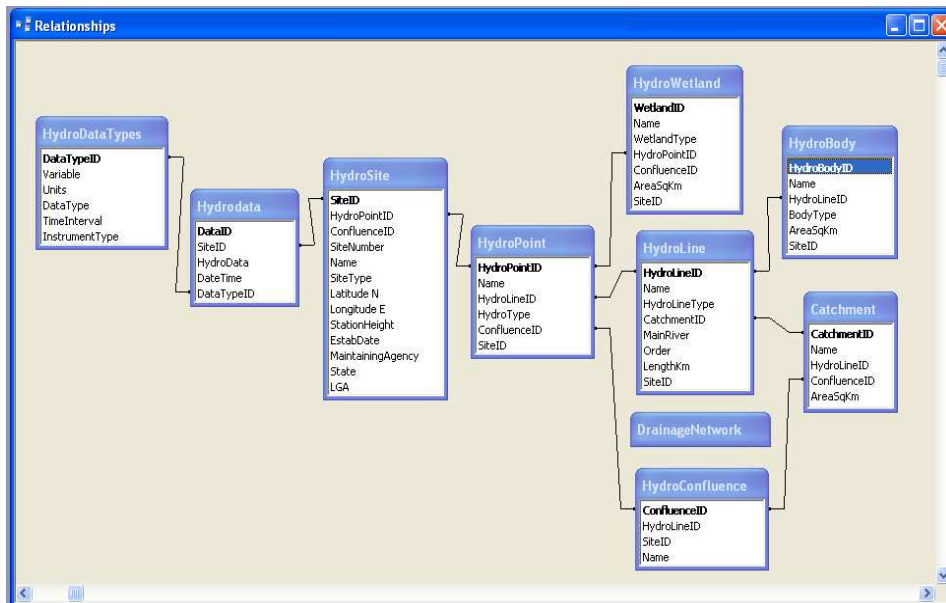 Relationships
HydroDataTypes
DataTypeID
Variable
Units
DataType
TimeInterval
InstrumentType
Hydrodata
DataID
SiteID
HydroData
DateTime
DataTypeID
HydroSite
SiteID
HydroPointID
ConfluenceID
SiteNumber
Name
SiteType
Latitude N
Longitude E
StationHeight
EstabDate
MaintainingAgency
State
LGA
HydroPoint
HydroPointID
Name
HydroLineID
HydroType
ConfluenceID
SiteID
HydroWetland
WetlandID
Name
WetlandType
HydroPointID
ConfluenceID
AreaSqKm
SiteID
HydroLine
HydroLineID
Name
HydroLineType
CatchmentID
MainRiver
Order
LengthKm
SiteID
DrainageNetwork
HydroConfluence
ConfluenceID
HydroLineID
SiteID
Name
HydroBody
HydroBodyID
Name
HydroLineID
BodyType
AreaSqKm
SiteID
Catchment
CatchmentID
Name
HydroLineID
ConfluenceID
AreaSqKm